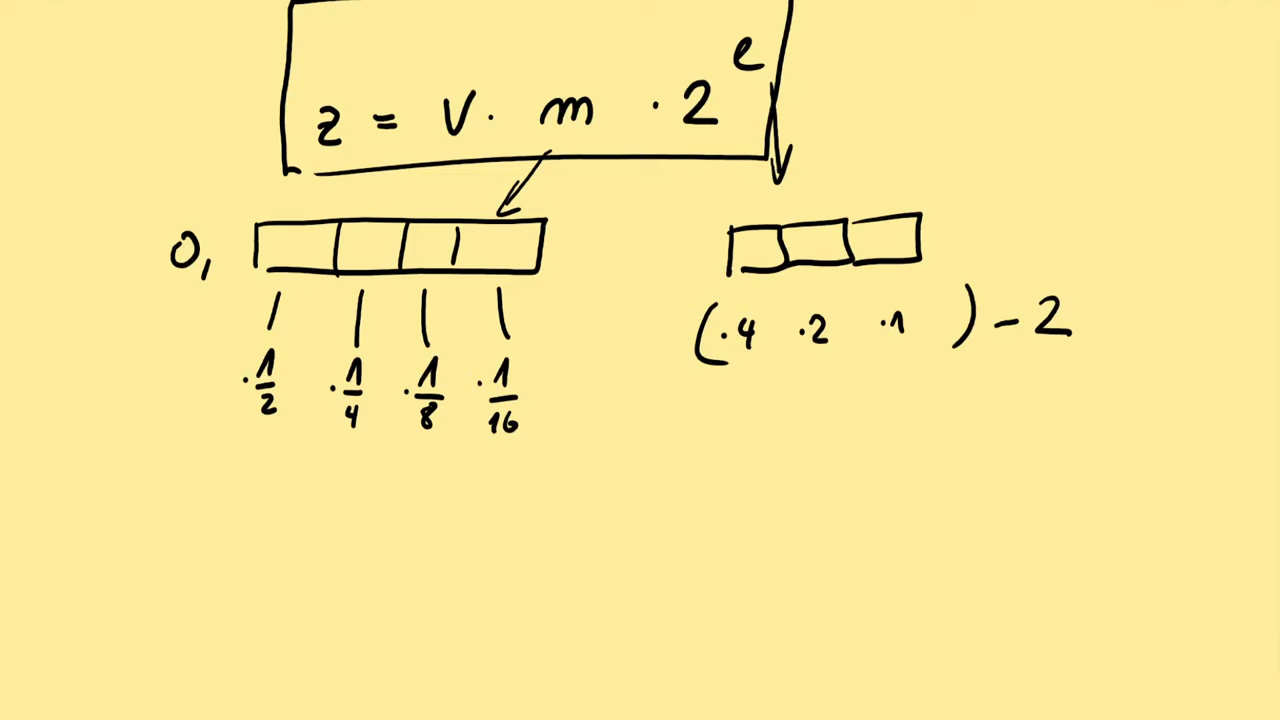 z = V · m · 2^e
0,
(·4 ·2 ·1) - 2
·1/2 ·1/4 ·1/8 ·1/16